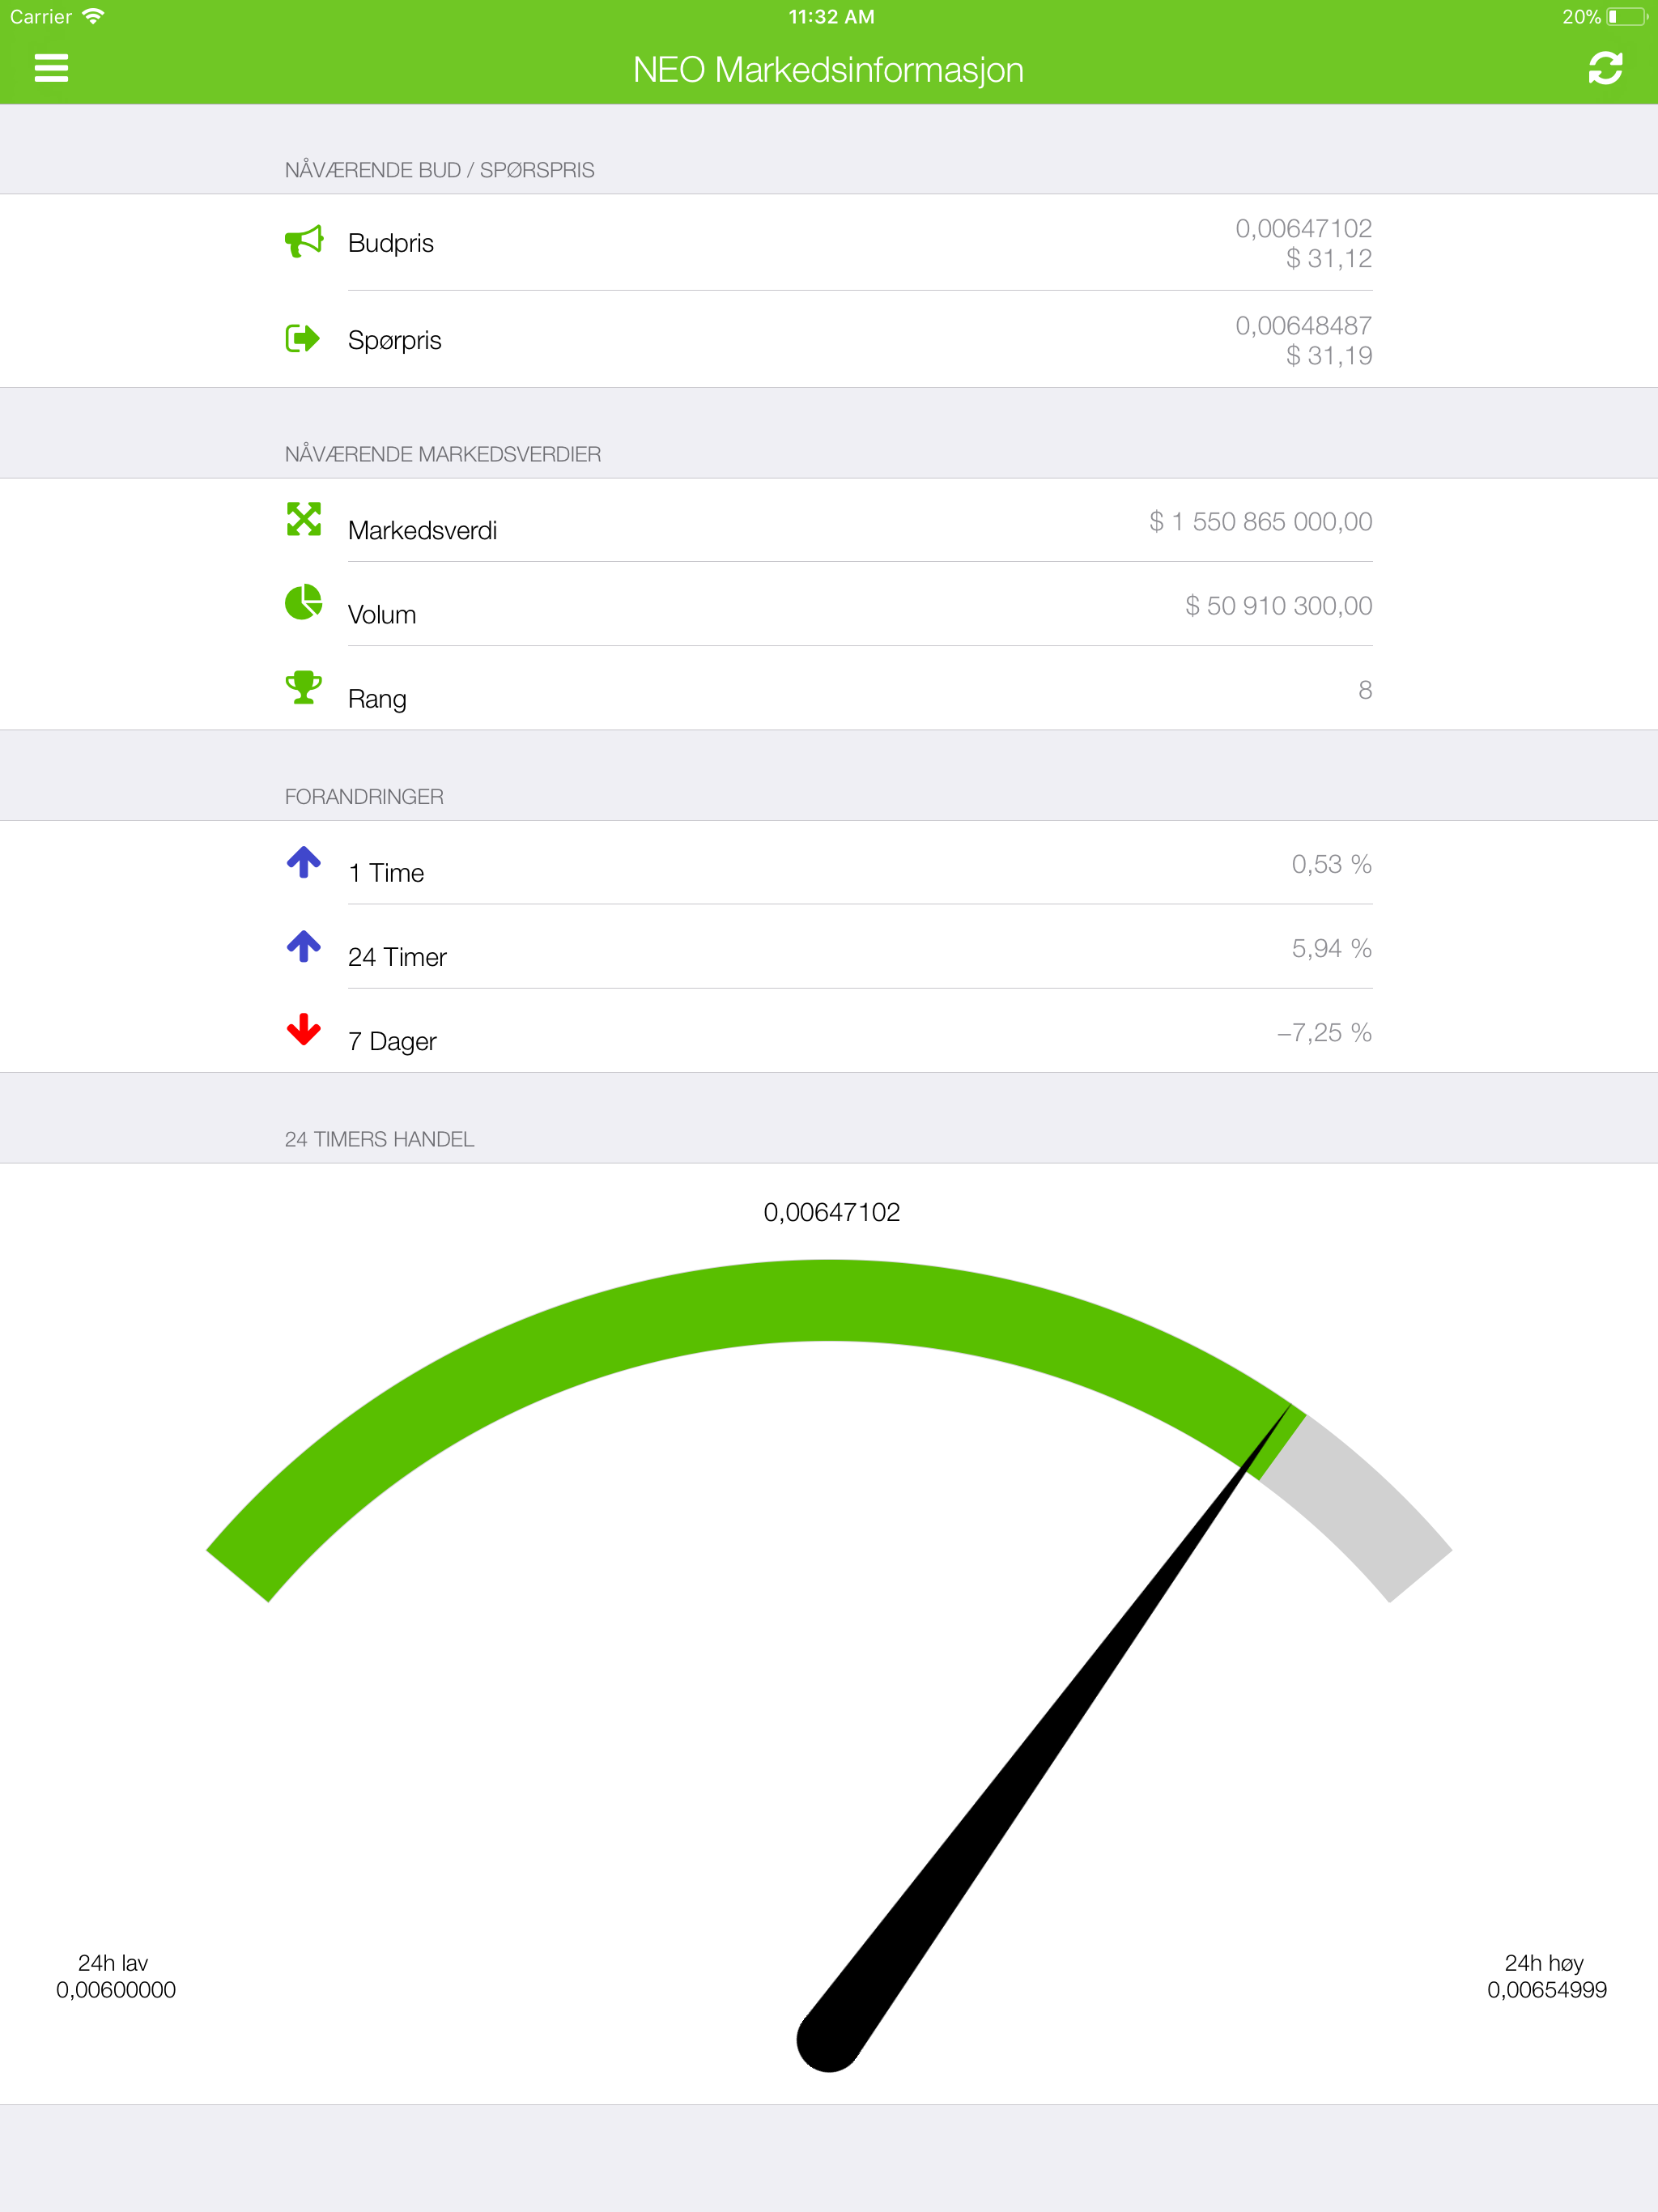 Carrier 11:32 AM 20%
NEO Markedsinformasjon
NÅVÆRENDE BUD / SPØRSPRIS
Budpris 0,00647102
$ 31,12
Spørpris 0,00648487
$ 31,19
NÅVÆRENDE MARKEDSVERDIER
Markedsverdi $ 1 550 865 000,00
Volum $ 50 910 300,00
Rang 8
FORANDRINGER
1 Time 0,53 %
24 Timer 5,94 %
7 Dager −7,25 %
24 TIMERS HANDEL
0,00647102
24h lav 24h høy
0,00600000 0,00654999